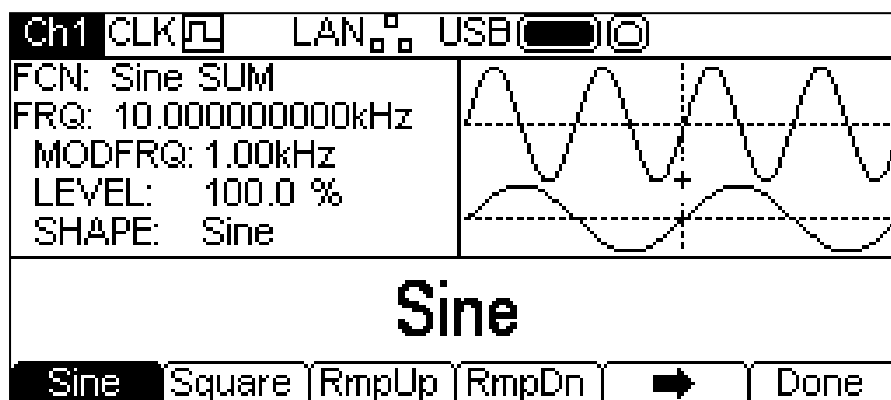 Ch1 CLK LAN USB
FCN: Sine SUM
FRQ: 10.000000000kHz
MODFRQ: 1.00kHz
LEVEL: 100.0 %
SHAPE: Sine
Sine
Sine Square RmpUp RmpDn Done